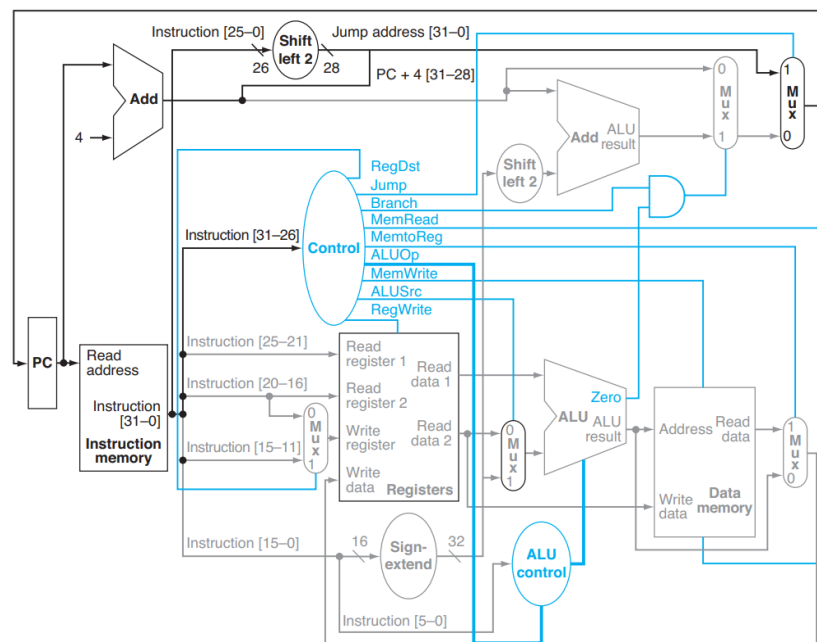 Instruction [25–0]
Shift
left 2
Jump address [31–0]
26
28
PC + 4 [31–28]
Add
4
Add
ALU
result
0
M
u
x
1
1
M
u
x
0
Shift
left 2
RegDst
Jump
Branch
MemRead
MemtoReg
ALUOp
MemWrite
ALUSrc
RegWrite
Instruction [31–26]
Control
PC
Read
address
Instruction
[31–0]
Instruction
memory
Instruction [25–21]
Instruction [20–16]
Instruction [15–11]
0
M
u
x
1
Read
register 1
Read
register 2
Write
register
Write
data
Read
data 1
Read
data 2
Registers
0
M
u
x
1
Zero
ALU
ALU
result
Address
Read
data
Write
data
Data
memory
1
M
u
x
0
Instruction [15–0]
16
Sign-
extend
32
ALU
control
Instruction [5–0]